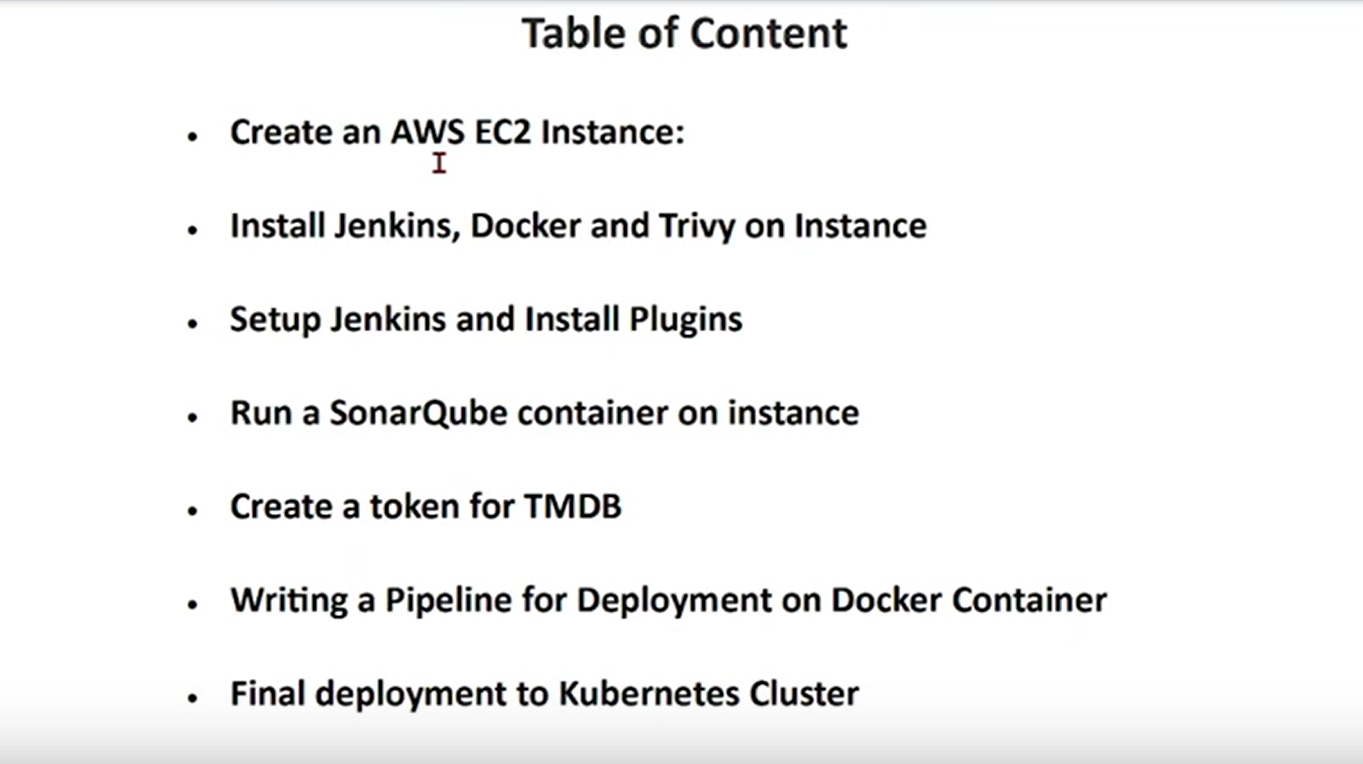 Table of Content
• Create an AWS EC2 Instance:
• Install Jenkins, Docker and Trivy on Instance
• Setup Jenkins and Install Plugins
• Run a SonarQube container on instance
• Create a token for TMDB
• Writing a Pipeline for Deployment on Docker Container
• Final deployment to Kubernetes Cluster